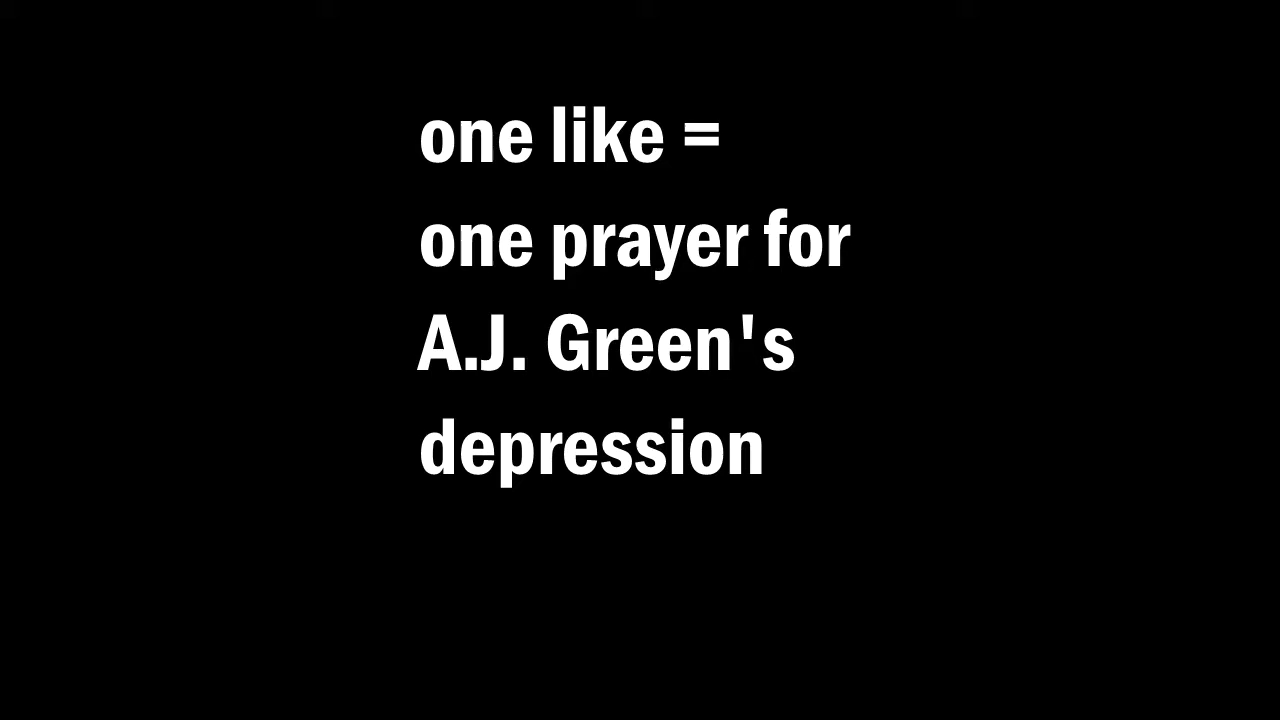 one like =
one prayer for
A.J. Green's
depression